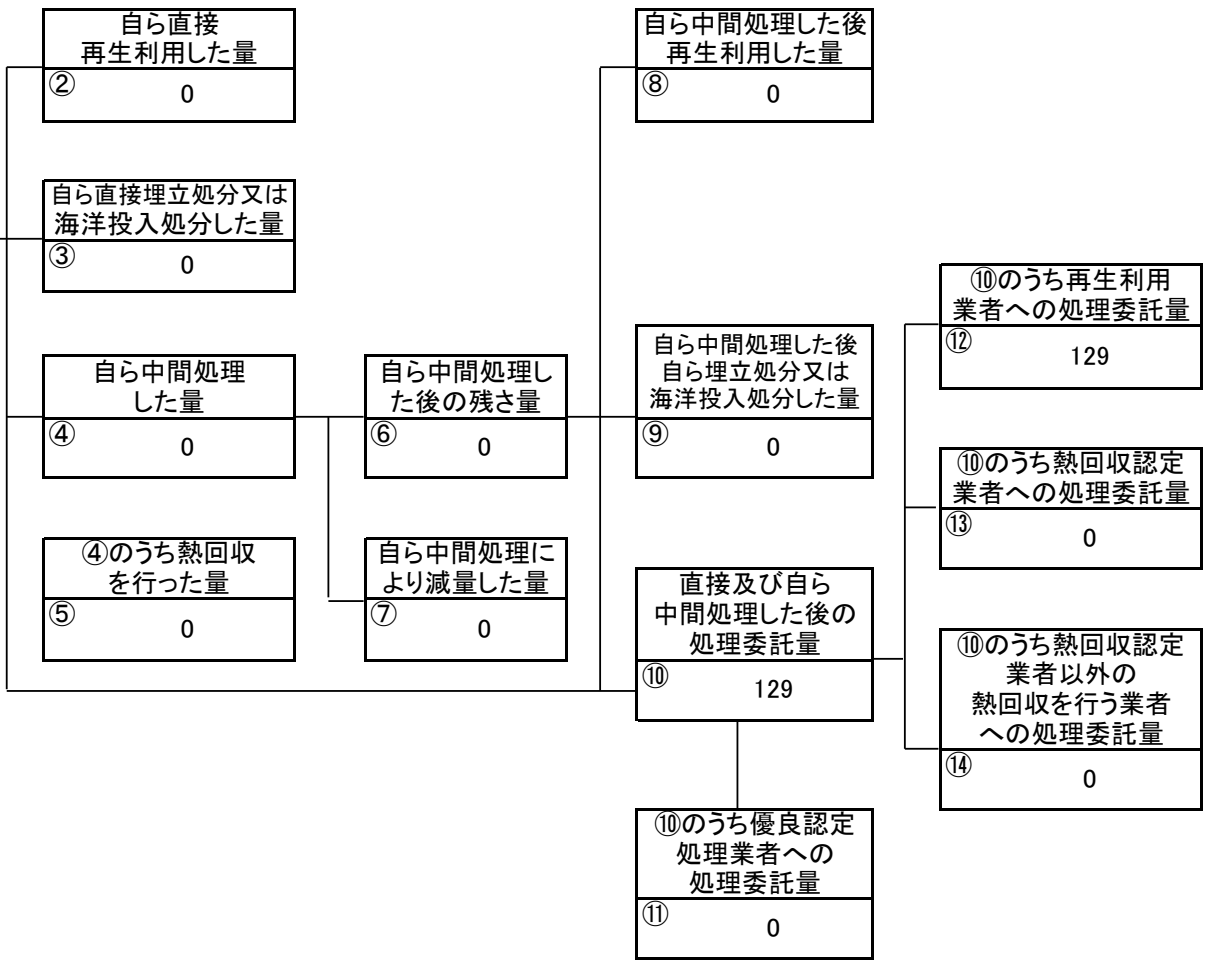 自ら直接
再生利用した量
②
0
自ら中間処理した後
再生利用した量
⑧
0
自ら直接埋立処分又は
海洋投入処分した量
③
0
⑩のうち再生利用
業者への処理委託量
⑫
129
自ら中間処理
した量
④
0
自ら中間処理し
た後の残さ量
⑥
0
自ら中間処理した後
自ら埋立処分又は
海洋投入処分した量
⑨
0
⑩のうち熱回収認定
業者への処理委託量
⑬
0
④のうち熱回収
を行った量
⑤
0
自ら中間処理に
より減量した量
⑦
0
直接及び自ら
中間処理した後の
処理委託量
⑩
129
⑩のうち熱回収認定
業者以外の
熱回収を行う業者
への処理委託量
⑭
0
⑩のうち優良認定
処理業者への
処理委託量
⑪
0